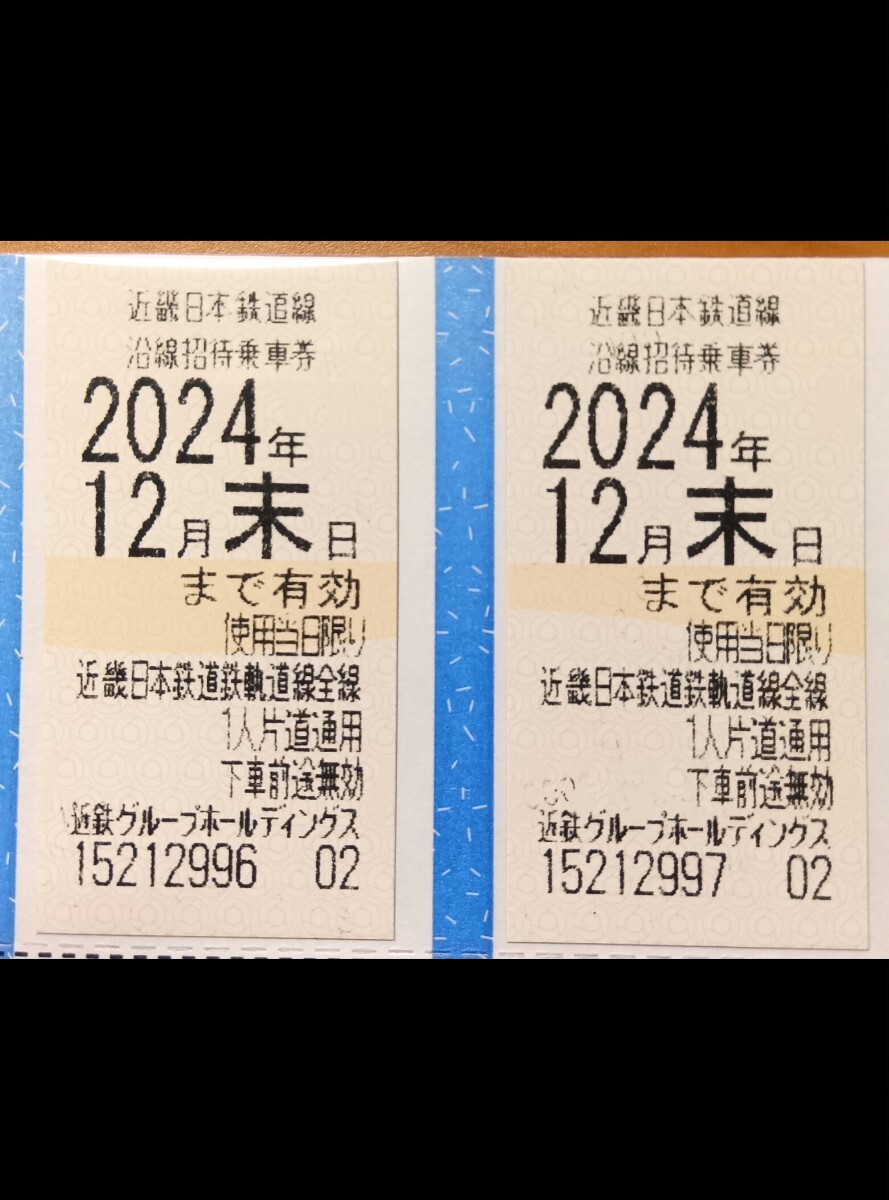 近畿日本鉄道線
沿線招待乗車券
2024年
12月末日
まで有効
使用当日限り
近畿日本鉄道鉄軌道線全線
1人片道通用
下車前途無効
近鉄グループホールディングス
15212996 02
近畿日本鉄道線
沿線招待乗車券
2024年
12月末日
まで有効
使用当日限り
近畿日本鉄道鉄軌道線全線
1人片道通用
下車前途無効
近鉄グループホールディングス
15212997 02